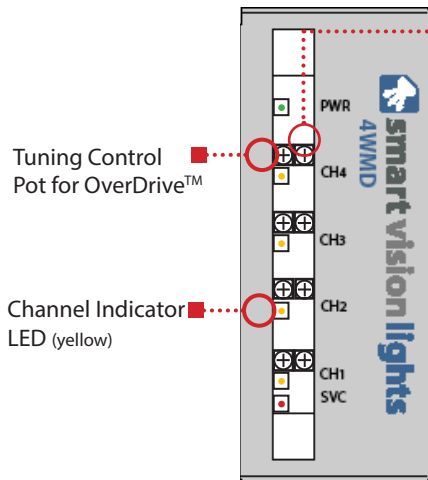 Tuning Control
Pot for OverDrive™
Channel Indicator
LED (yellow)
PWR
CH4
CH3
CH2
CH1
SVC
smart vision lights
4WMD